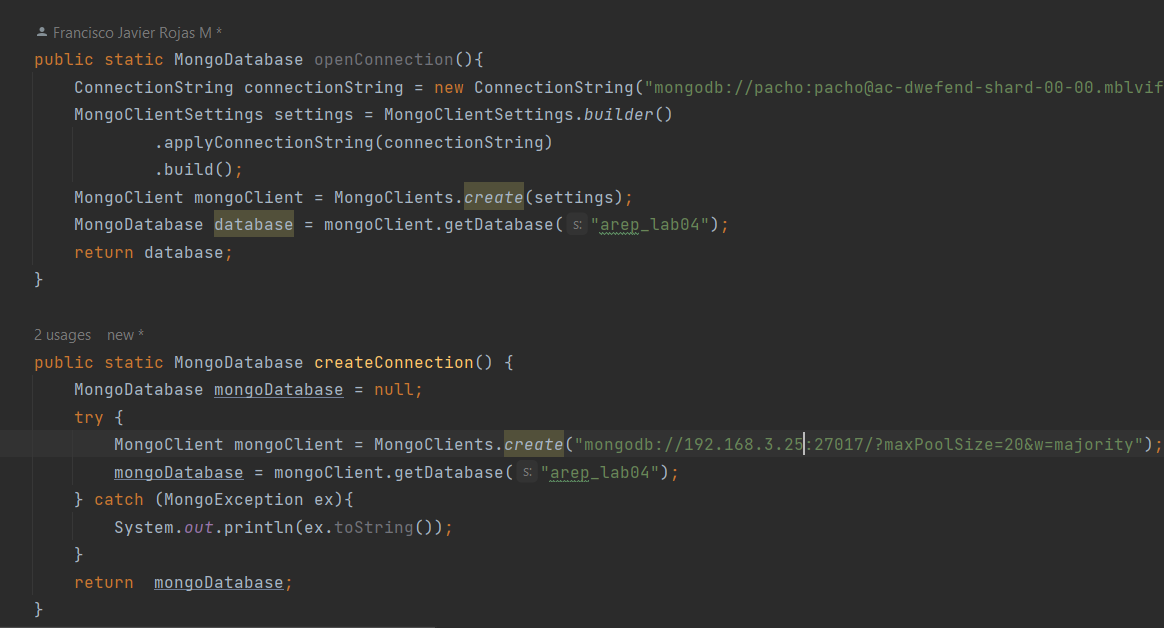 Francisco Javier Rojas M *
public static MongoDatabase openConnection(){
ConnectionString connectionString = new ConnectionString("mongodb://pacho:pacho@ac-dwefend-shard-00-00.mblvif
MongoClientSettings settings = MongoClientSettings.builder()
.applyConnectionString(connectionString)
.build();
MongoClient mongoClient = MongoClients.create(settings);
MongoDatabase database = mongoClient.getDatabase( s: "arep_lab04");
return database;
}
2 usages new *
public static MongoDatabase createConnection() {
MongoDatabase mongoDatabase = null;
try {
MongoClient mongoClient = MongoClients.create("mongodb://192.168.3.25:27017/?maxPoolSize=20&w=majority");
mongoDatabase = mongoClient.getDatabase( s: "arep_lab04");
} catch (MongoException ex){
System.out.println(ex.toString());
}
return mongoDatabase;
}